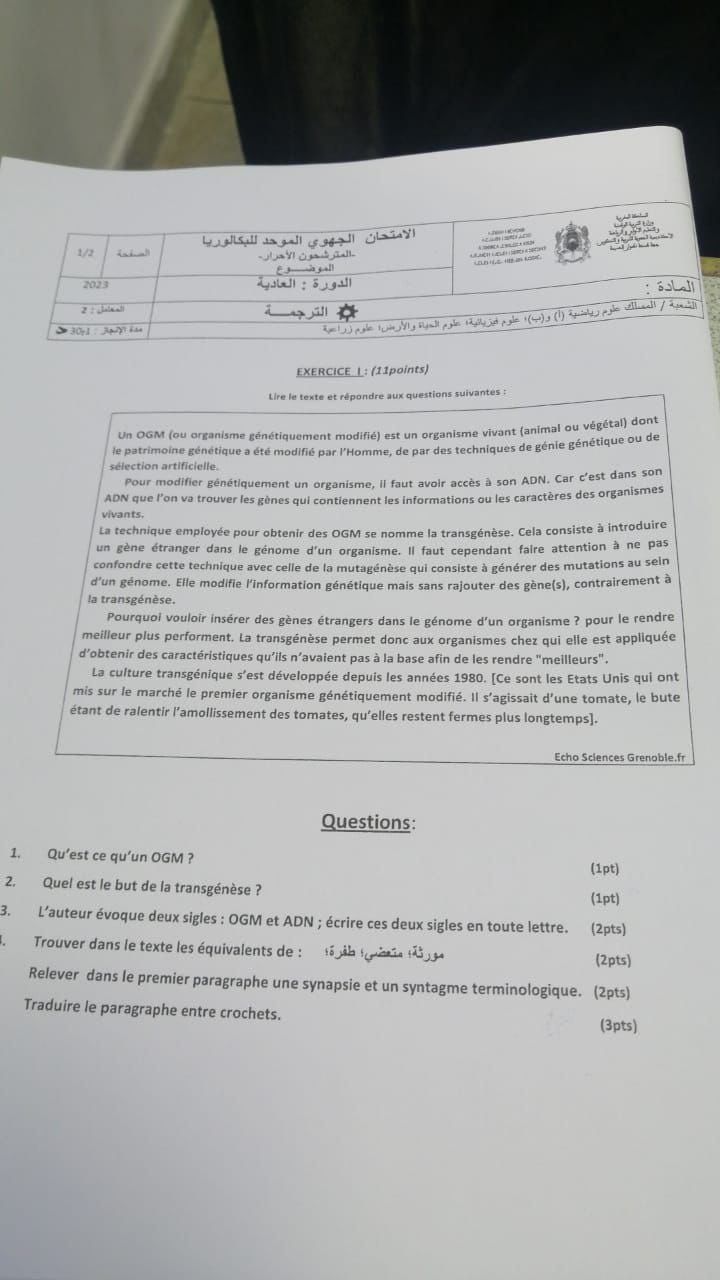 المملكة المغربية
وزارة التربية الوطنية
والتعليم الأولي والرياضة
الامتحان الجهوي الموحد للبكالوريا
-المترشحون الأحرار-
الموضوع
الدورة : العادية
الصفحة
1/2
2023
المادة :
الترجمة
المعامل : 2
الشعبة / المسلك علوم رياضية (أ) و(ب)؛ علوم فيزيائية؛ علوم الحياة والأرض؛ علوم زراعية
مدة الإنجاز : 1س30
EXERCICE I : (11points)
Lire le texte et répondre aux questions suivantes :
Un OGM (ou organisme génétiquement modifié) est un organisme vivant (animal ou végétal) dont
le patrimoine génétique a été modifié par l'Homme, de par des techniques de génie génétique ou de
sélection artificielle.
Pour modifier génétiquement un organisme, il faut avoir accès à son ADN. Car c'est dans son
ADN que l'on va trouver les gènes qui contiennent les informations ou les caractères des organismes
vivants.
La technique employée pour obtenir des OGM se nomme la transgénèse. Cela consiste à introduire
un gène étranger dans le génome d'un organisme. Il faut cependant faire attention à ne pas
confondre cette technique avec celle de la mutagénèse qui consiste à générer des mutations au sein
d'un génome. Elle modifie l'information génétique mais sans rajouter des gène(s), contrairement à
la transgénèse.
Pourquoi vouloir insérer des gènes étrangers dans le génome d'un organisme ? pour le rendre
meilleur plus performent. La transgénèse permet donc aux organismes chez qui elle est appliquée
d'obtenir des caractéristiques qu'ils n'avaient pas à la base afin de les rendre "meilleurs".
La culture transgénique s'est développée depuis les années 1980. [Ce sont les Etats Unis qui ont
mis sur le marché le premier organisme génétiquement modifié. Il s'agissait d'une tomate, le bute
étant de ralentir l'amollissement des tomates, qu'elles restent fermes plus longtemps].
Echo Sciences Grenoble.fr
Questions:
1. Qu'est ce qu'un OGM ? (1pt)
2. Quel est le but de la transgénèse ? (1pt)
3. L'auteur évoque deux sigles : OGM et ADN ; écrire ces deux sigles en toute lettre. (2pts)
Trouver dans le texte les équivalents de : مورثة؛ متعضي؛ طفرة؛ (2pts)
Relever dans le premier paragraphe une synapsie et un syntagme terminologique. (2pts)
Traduire le paragraphe entre crochets. (3pts)